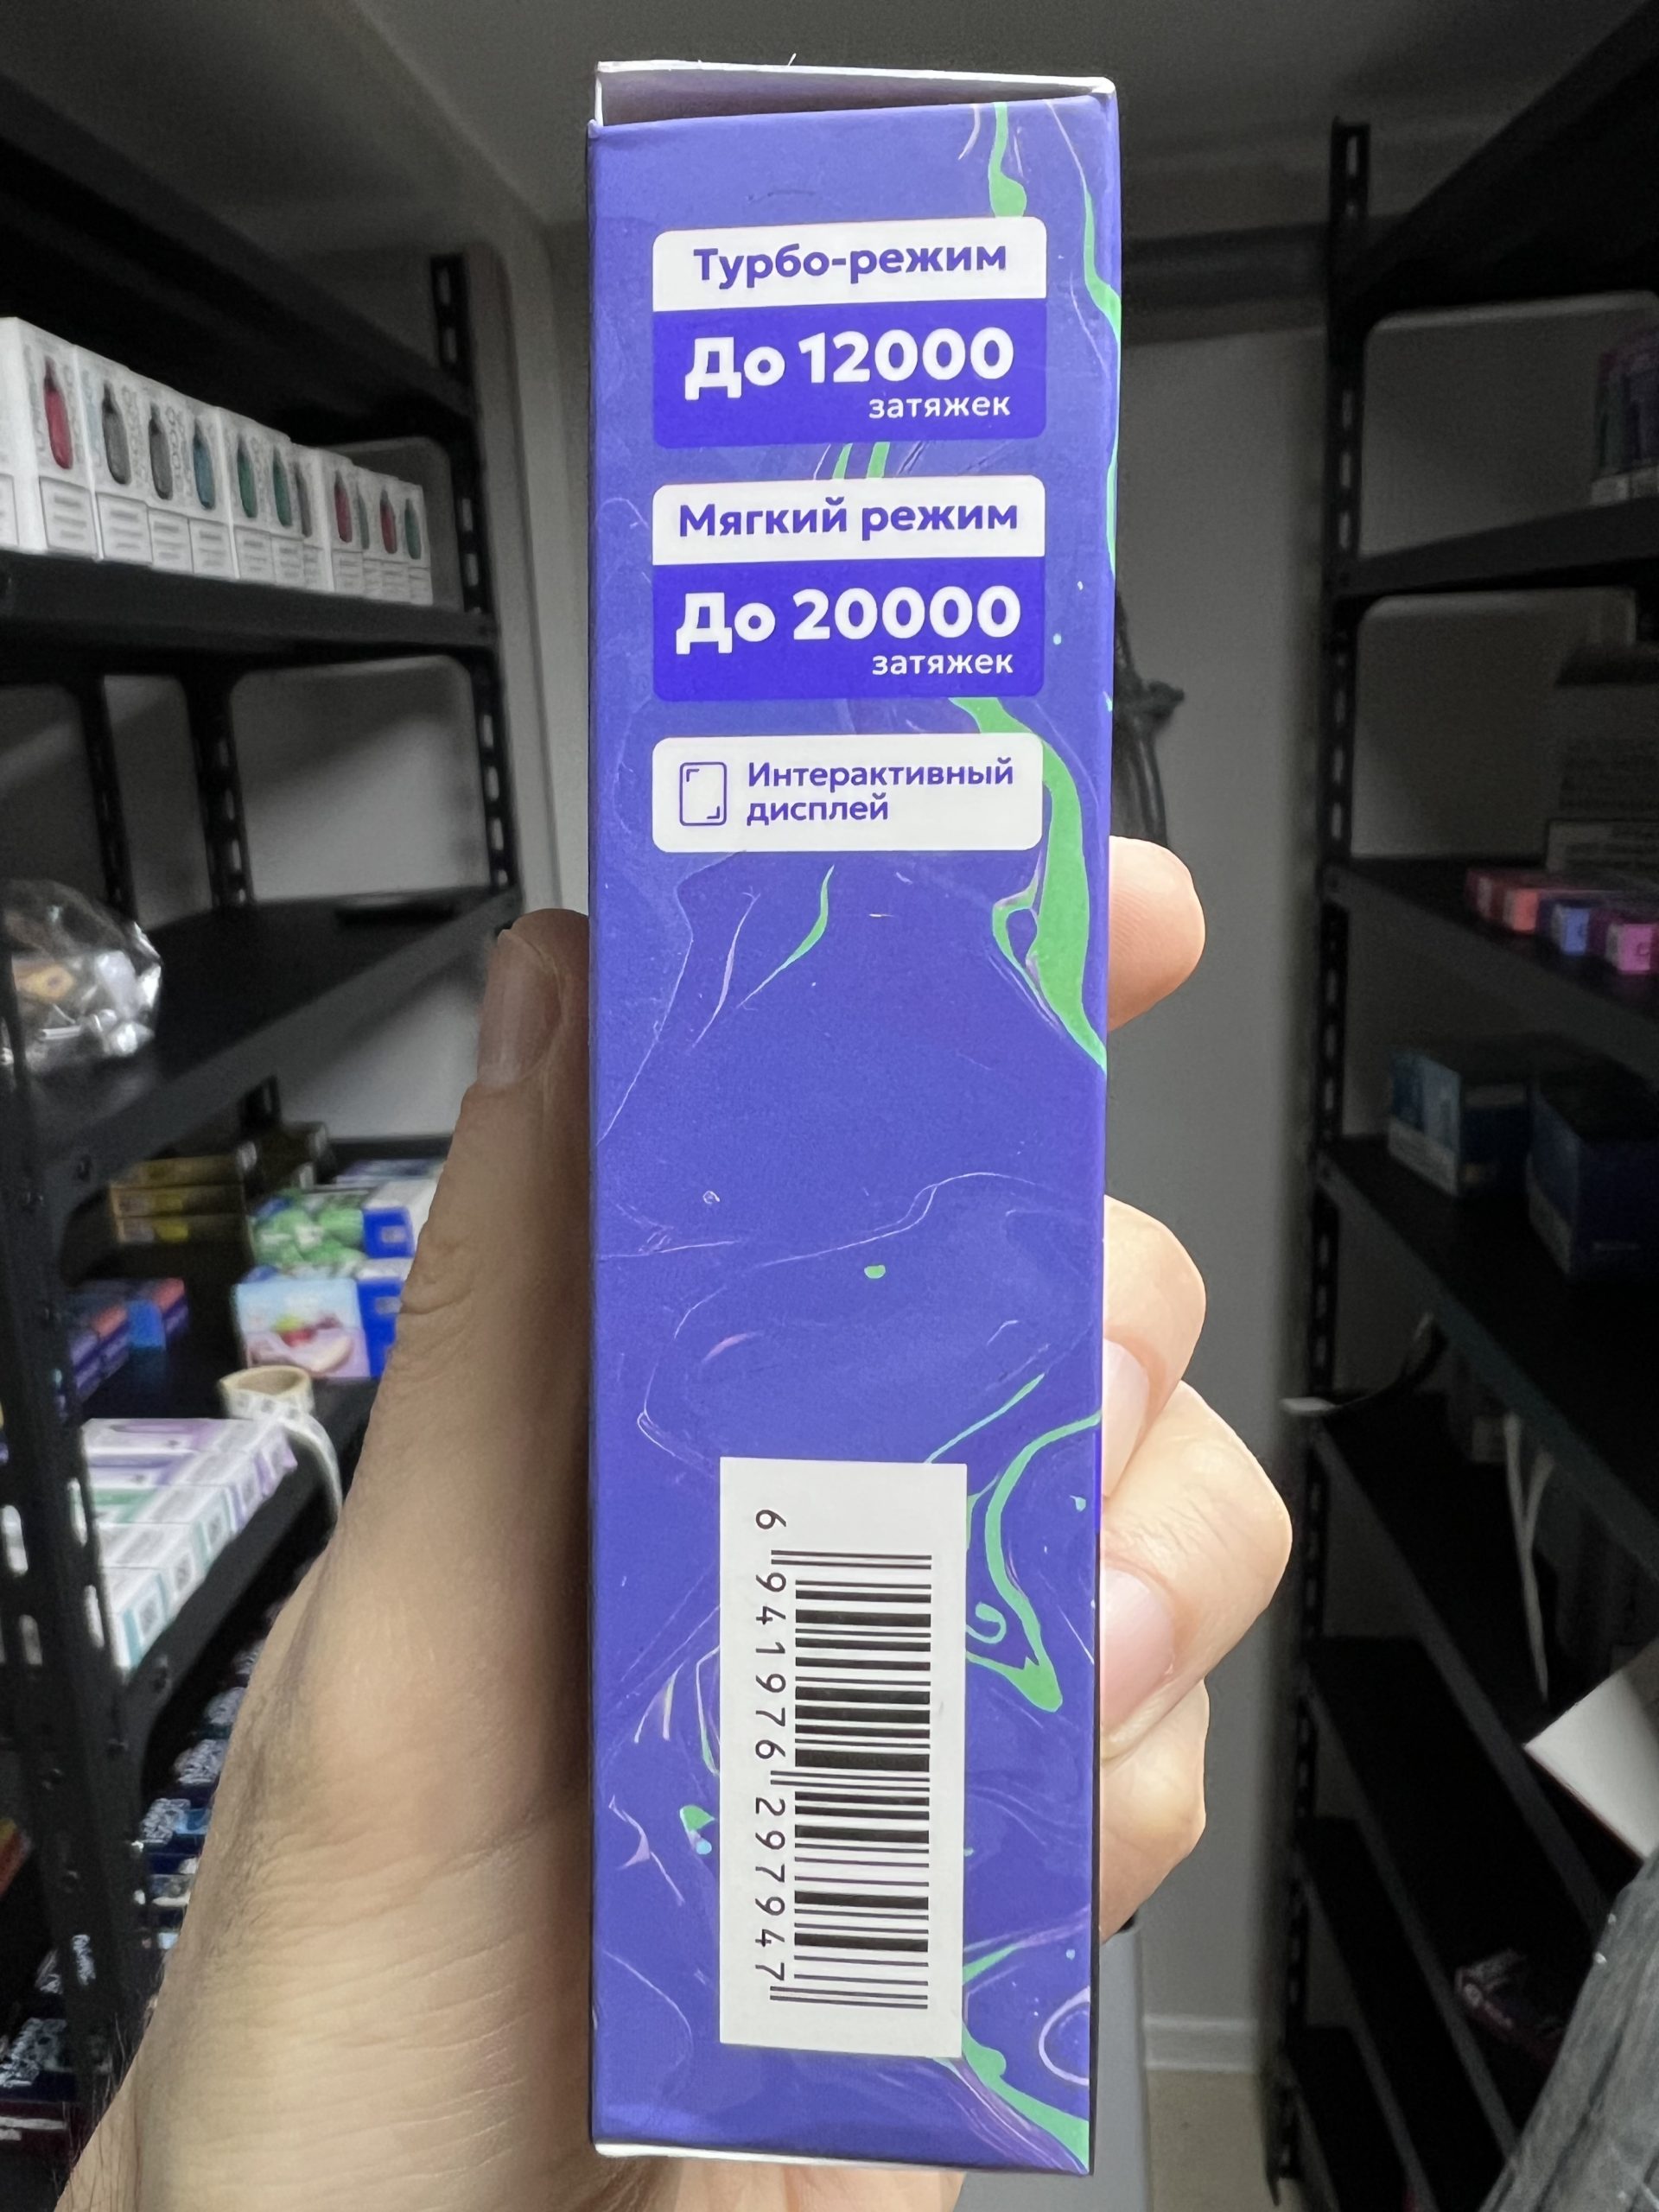 Турбо-режим
До 12000
затяжек
Мягкий режим
До 20000
затяжек
Интерактивный
дисплей
6 941976 297947